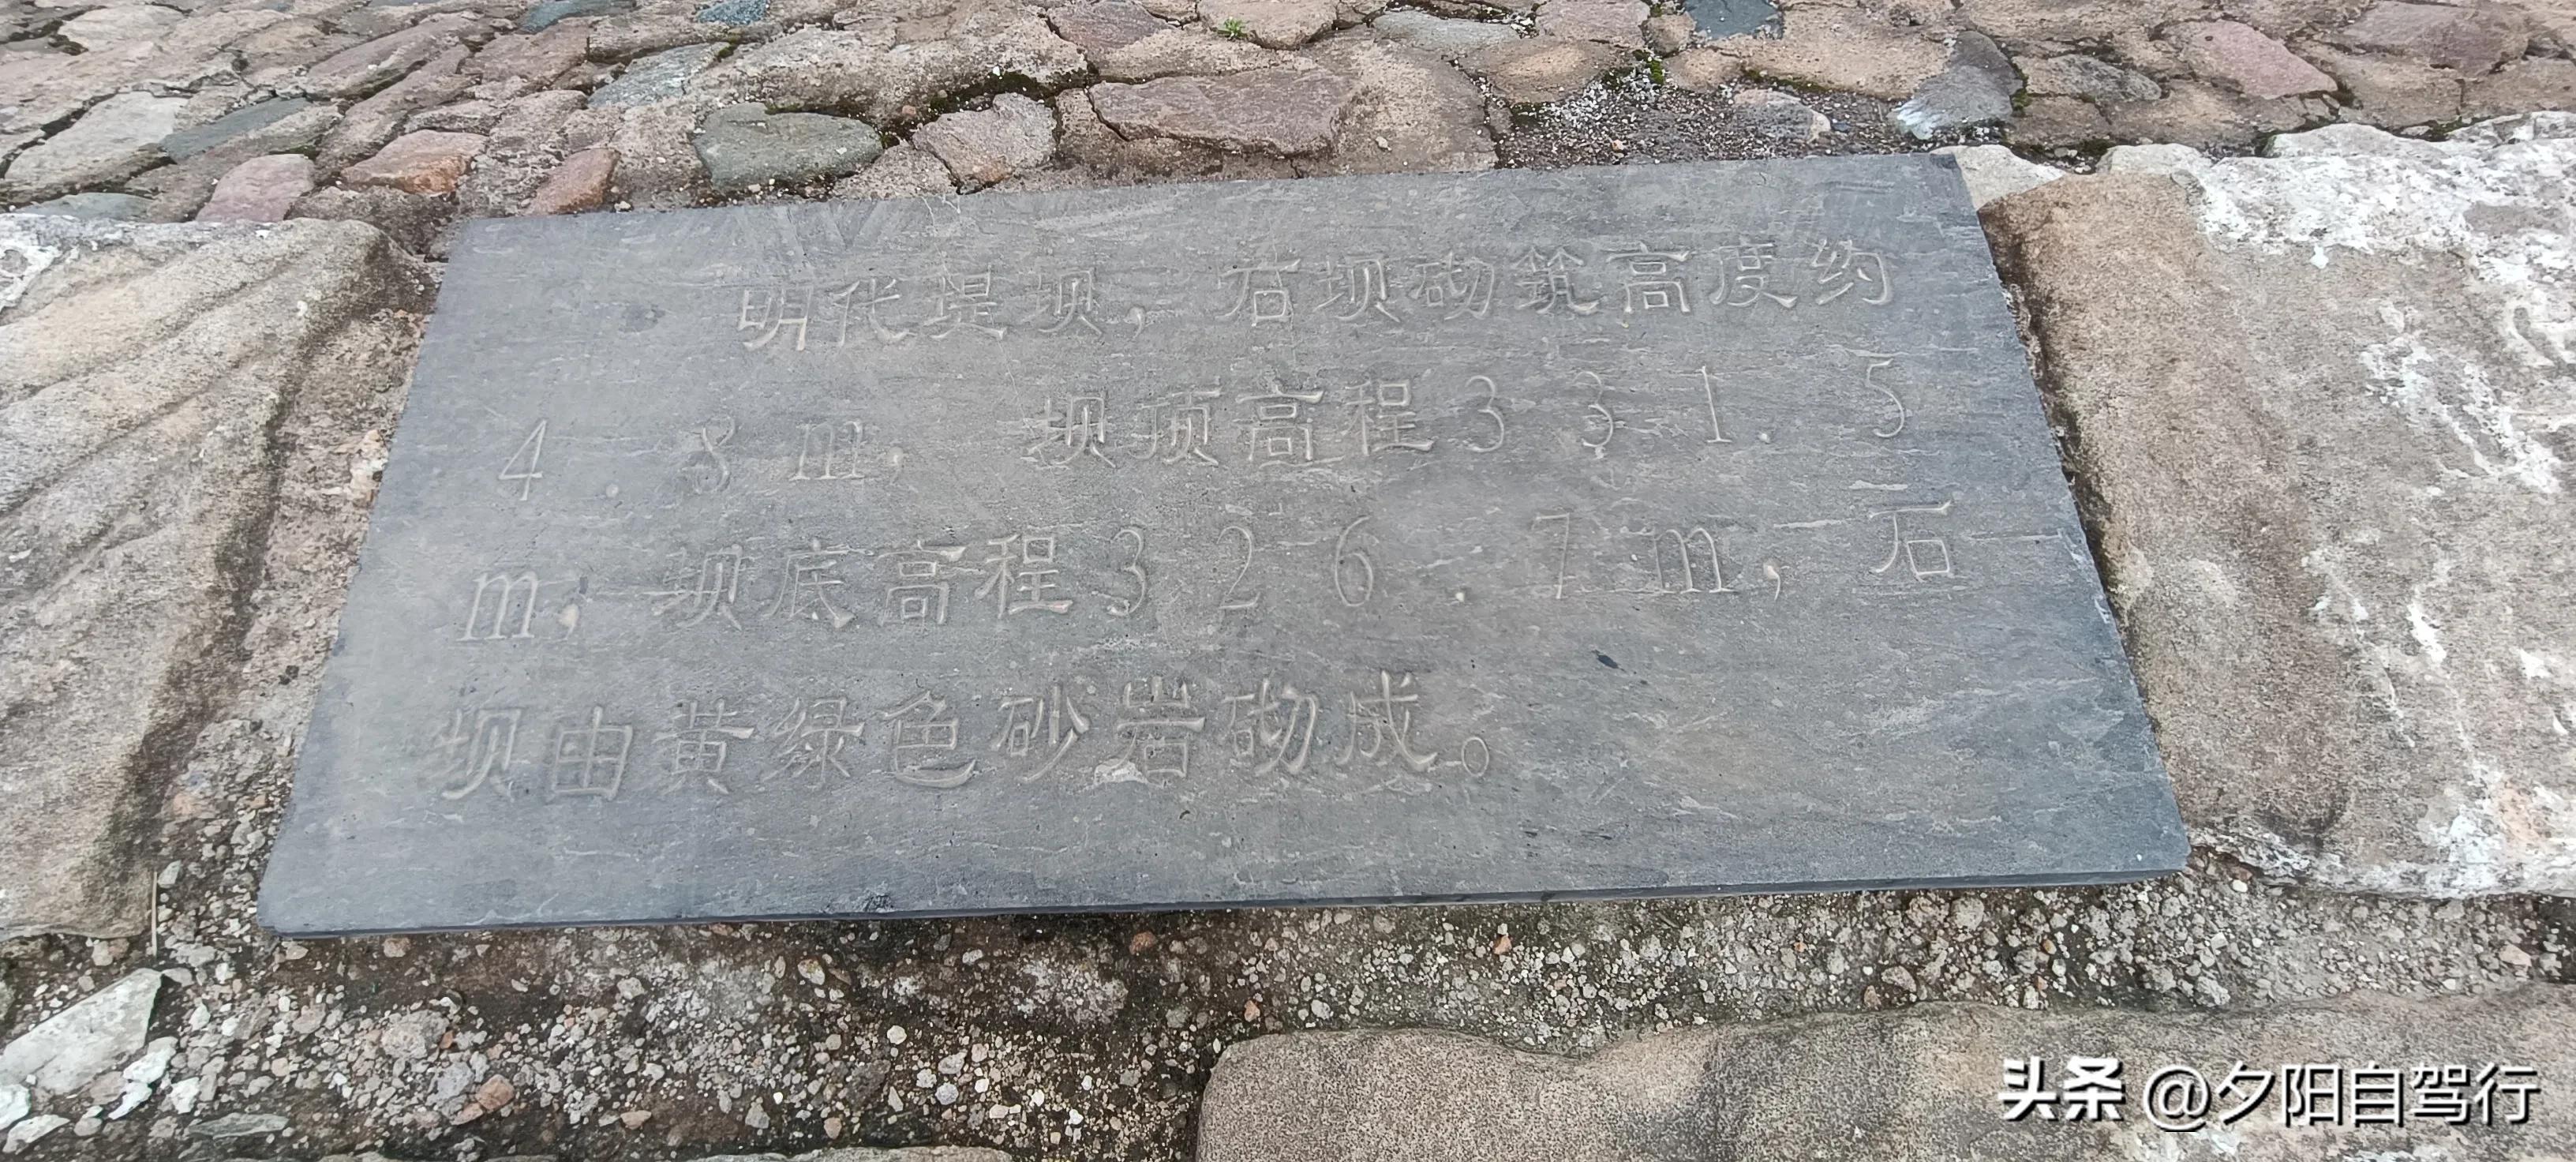 明代堤坝，石坝砌筑高度约
4.8m，坝顶高程331.5
m，坝底高程326.7m，石
坝由黄绿色砂岩砌成。
头条 @夕阳自驾行